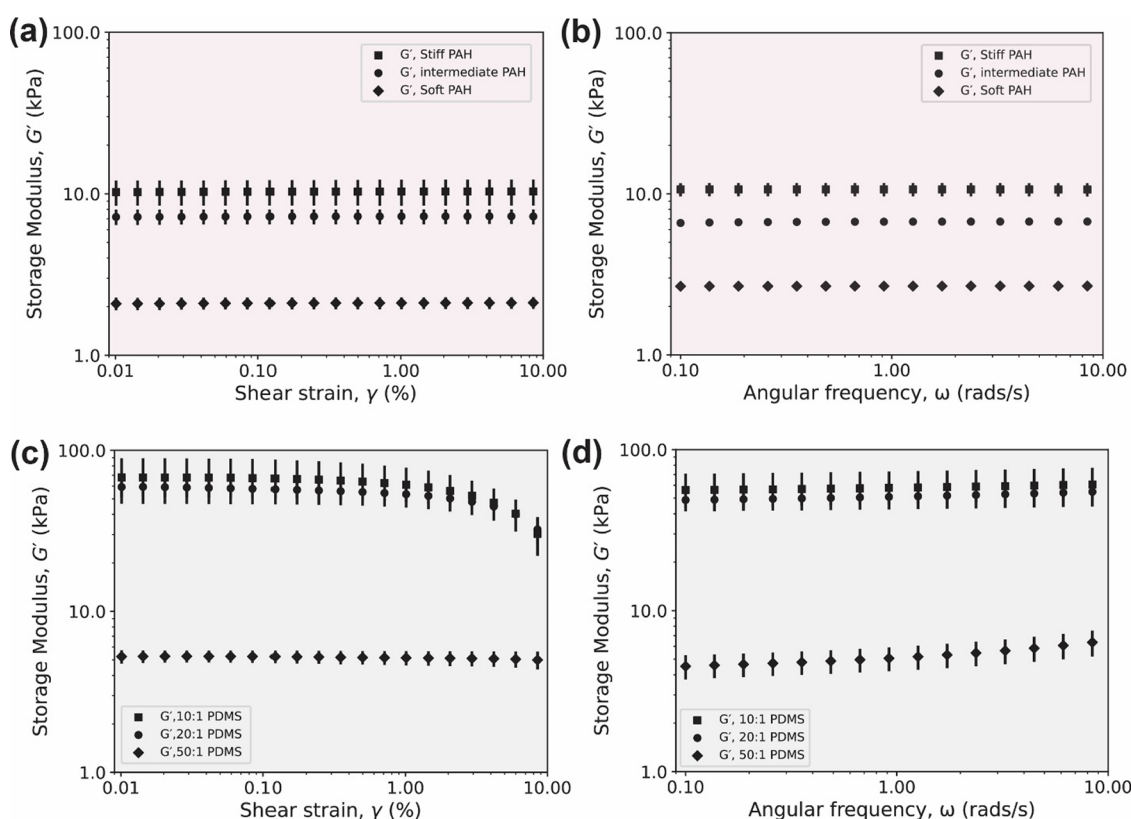 (a)
100.0
10.0
1.0
Storage Modulus, G′ (kPa)
G′, Stiff PAH
G′, intermediate PAH
G′, Soft PAH
0.01 0.10 1.00 10.00
Shear strain, γ (%)
(b)
100.0
10.0
1.0
Storage Modulus, G′ (kPa)
G′, Stiff PAH
G′, intermediate PAH
G′, Soft PAH
0.10 1.00 10.00
Angular frequency, ω (rads/s)
(c)
100.0
10.0
1.0
Storage Modulus, G′ (kPa)
G′,10:1 PDMS
G′,20:1 PDMS
G′,50:1 PDMS
0.01 0.10 1.00 10.00
Shear strain, γ (%)
(d)
100.0
10.0
1.0
Storage Modulus, G′ (kPa)
G′, 10:1 PDMS
G′, 20:1 PDMS
G′, 50:1 PDMS
0.10 1.00 10.00
Angular frequency, ω (rads/s)